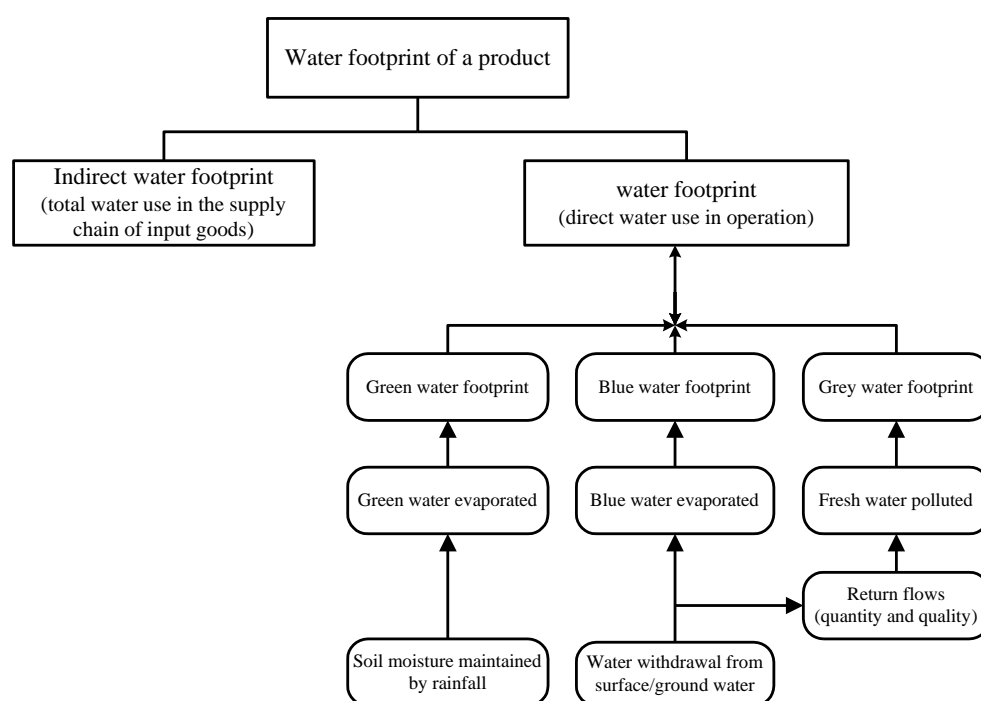 Water footprint of a product
Indirect water footprint
(total water use in the supply
chain of input goods)
water footprint
(direct water use in operation)
Green water footprint
Blue water footprint
Grey water footprint
Green water evaporated
Blue water evaporated
Fresh water polluted
Return flows
(quantity and quality)
Soil moisture maintained
by rainfall
Water withdrawal from
surface/ground water